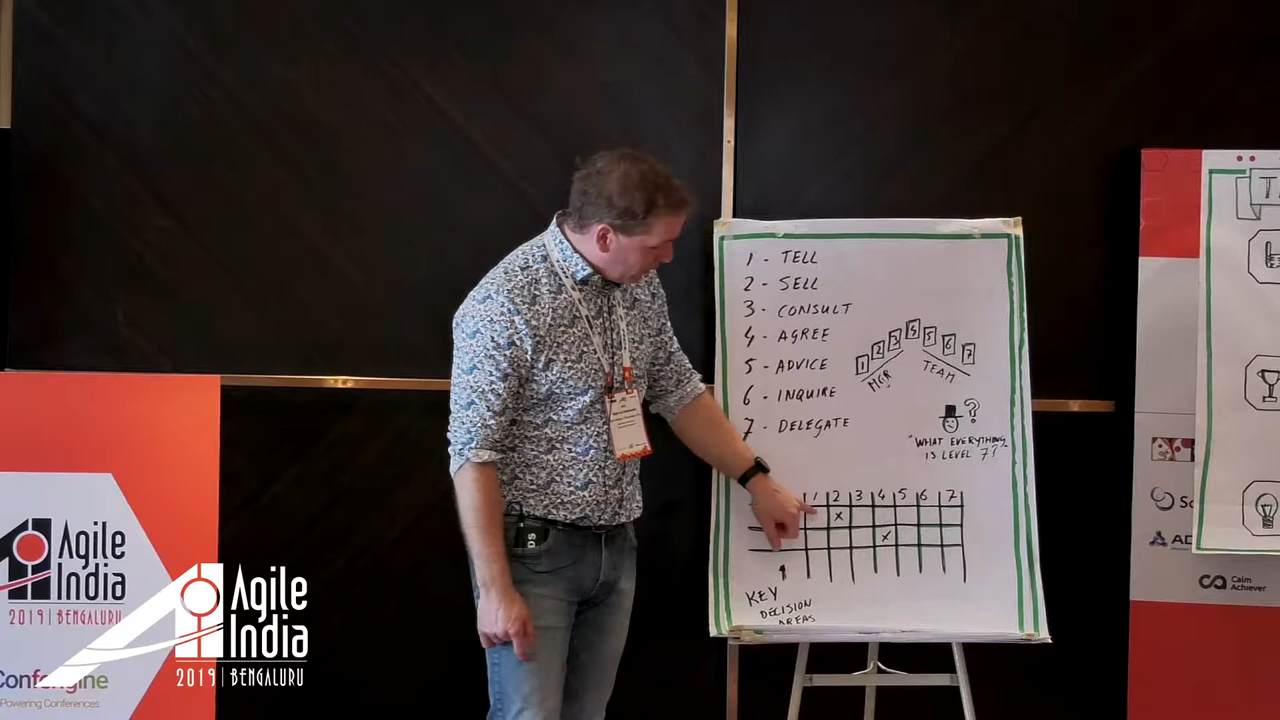 1 - TELL
2 - SELL
3 - CONSULT
4 - AGREE
5 - ADVICE
6 - INQUIRE
7 - DELEGATE
1 2 3 4 5 6 7
MGR TEAM
?
"WHAT EVERYTHING
IS LEVEL 7?"
1 2 3 4 5 6 7
x
x
KEY
DECISION
AREAS
Agile
India
2019 | BENGALURU
ConfEngine
Powering Conferences
Agile
India
2019 | BENGALURU
Calm
Achiever